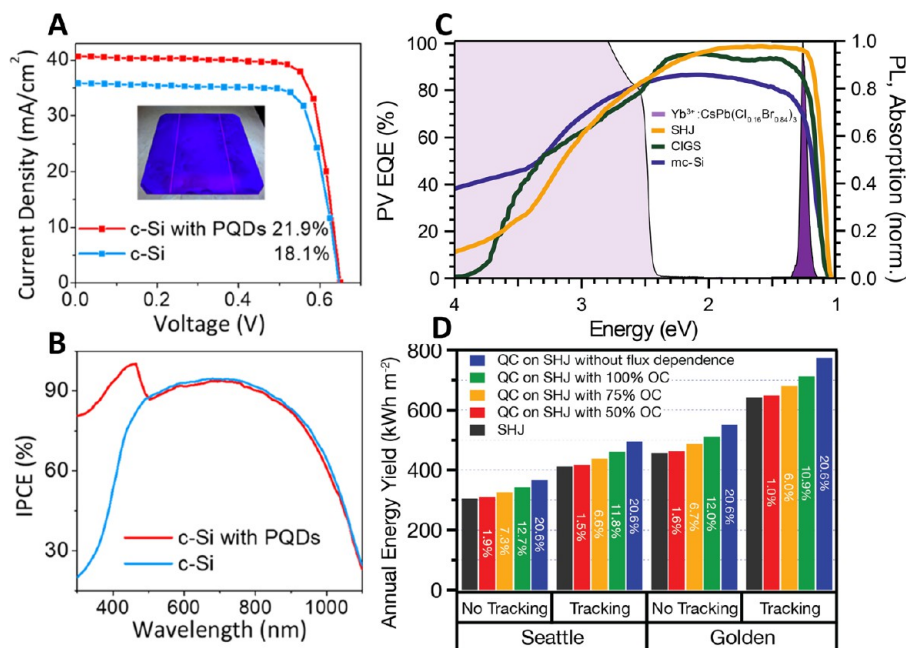 A
Current Density (mA/cm²)
40
30
20
10
0
c-Si with PQDs 21.9%
c-Si 18.1%
0.0 0.2 0.4 0.6
Voltage (V)
B
IPCE (%)
90
60
30
c-Si with PQDs
c-Si
400 600 800 1000
Wavelength (nm)
C
PV EQE (%)
100
80
60
40
20
0
Yb³⁺:CsPb(Cl₀.₁₆Br₀.₈₄)₃
SHJ
CIGS
mc-Si
1.0
0.8
0.6
0.4
0.2
0.0
PL, Absorption (norm.)
4 3 2 1
Energy (eV)
D
Annual Energy Yield (kWh m⁻²)
800
600
400
200
0
QC on SHJ without flux dependence
QC on SHJ with 100% OC
QC on SHJ with 75% OC
QC on SHJ with 50% OC
SHJ
1.9% 7.3% 12.7% 20.6%
1.5% 6.6% 11.8% 20.6%
1.6% 6.7% 12.0% 20.6%
1.0% 6.0% 10.9% 20.6%
No Tracking Tracking No Tracking Tracking
Seattle Golden